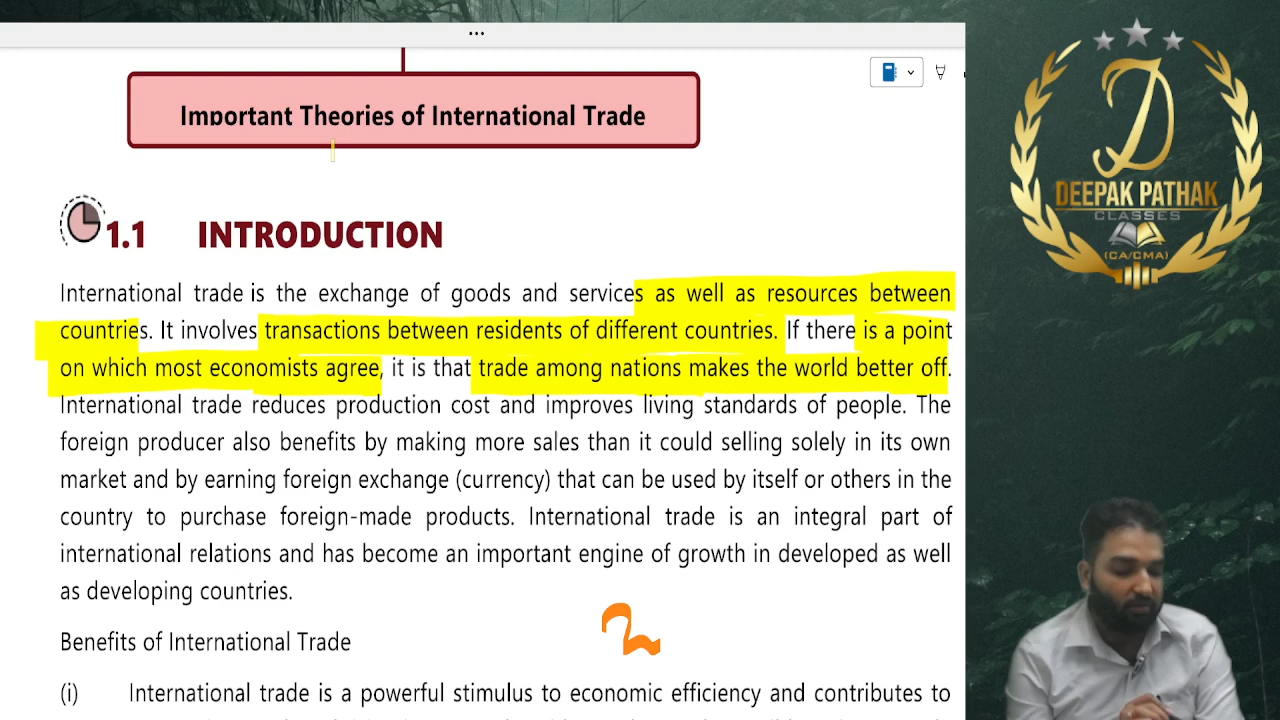 ...
Important Theories of International Trade
1.1 INTRODUCTION
International trade is the exchange of goods and services as well as resources between
countries. It involves transactions between residents of different countries. If there is a point
on which most economists agree, it is that trade among nations makes the world better off.
International trade reduces production cost and improves living standards of people. The
foreign producer also benefits by making more sales than it could selling solely in its own
market and by earning foreign exchange (currency) that can be used by itself or others in the
country to purchase foreign-made products. International trade is an integral part of
international relations and has become an important engine of growth in developed as well
as developing countries.
2
Benefits of International Trade
(i) International trade is a powerful stimulus to economic efficiency and contributes to
D
DEEPAK PATHAK
CLASSES
(CA/CMA)